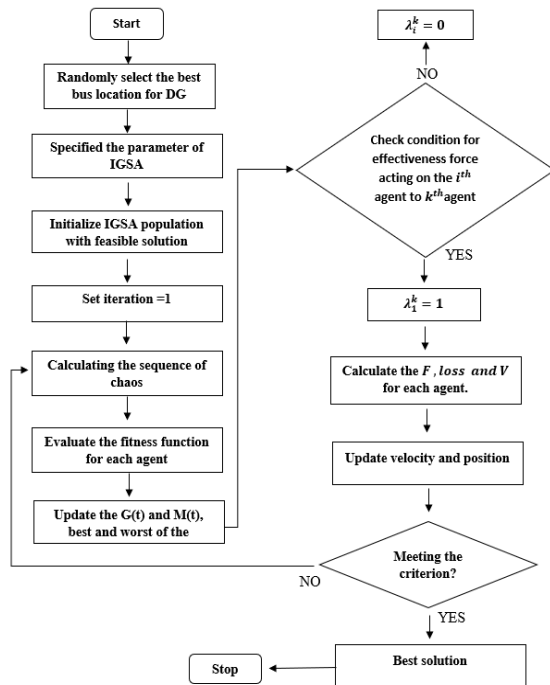 Start
Randomly select the best
bus location for DG
Specified the parameter of
IGSA
Initialize IGSA population
with feasible solution
Set iteration =1
Calculating the sequence of
chaos
Evaluate the fitness function
for each agent
Update the G(t) and M(t),
best and worst of the
λᵢᵏ = 0
NO
Check condition for
effectiveness force
acting on the iᵗʰ
agent to kᵗʰ agent
YES
λ₁ᵏ = 1
Calculate the F, loss and V
for each agent.
Update velocity and position
Meeting the
criterion?
NO
YES
Best solution
Stop